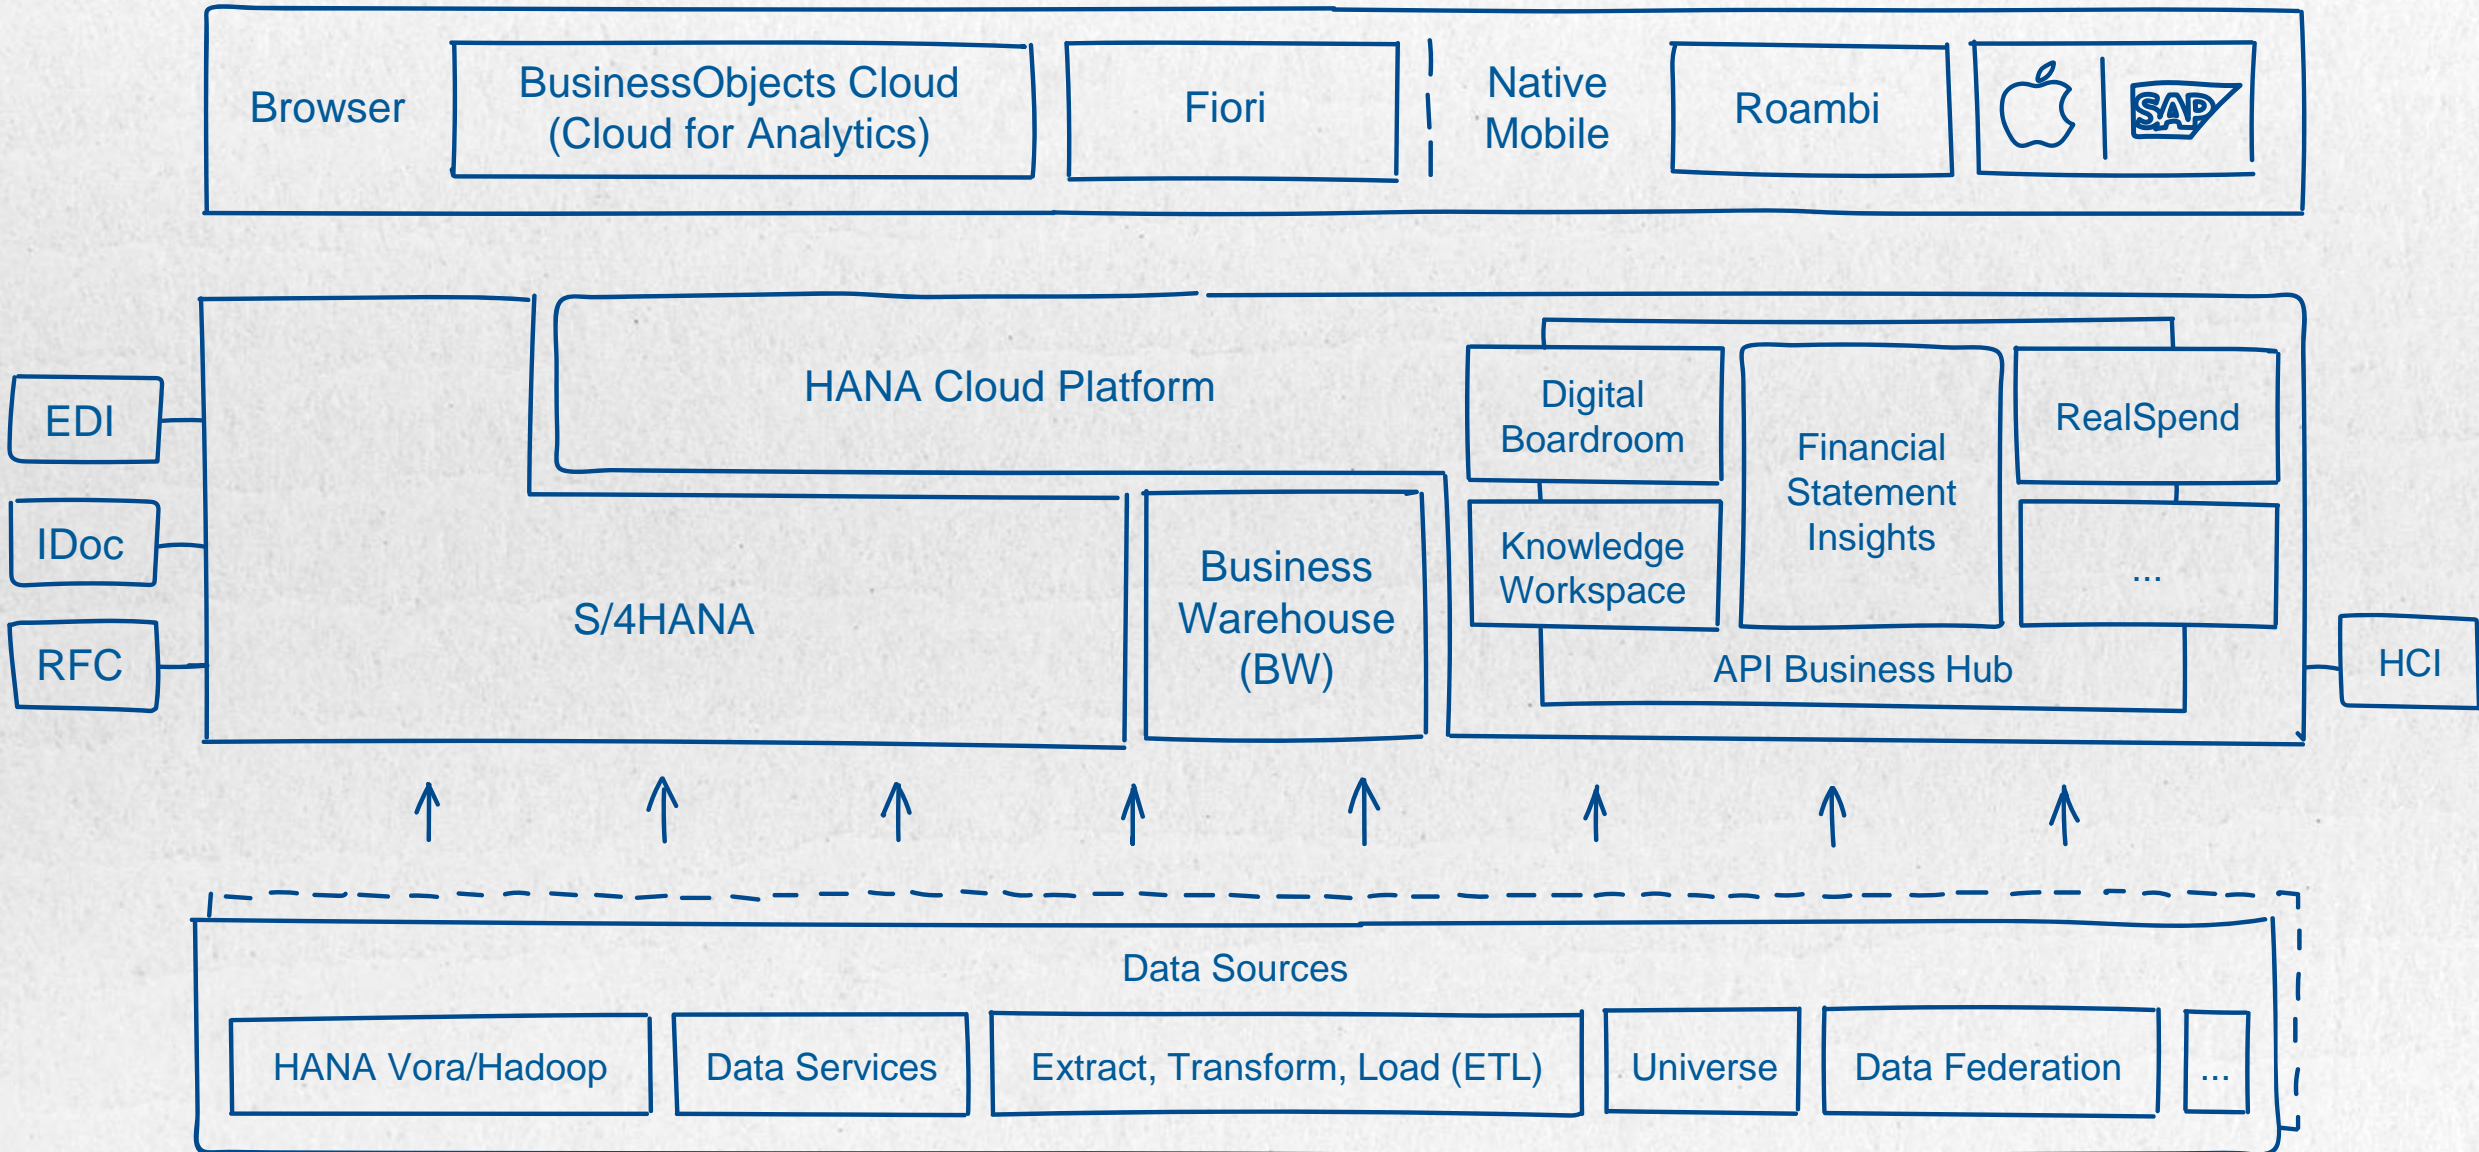 Browser
BusinessObjects Cloud
(Cloud for Analytics)
Fiori
Native
Mobile
Roambi
SAP
EDI
IDoc
RFC
HANA Cloud Platform
S/4HANA
Business
Warehouse
(BW)
Digital
Boardroom
Knowledge
Workspace
Financial
Statement
Insights
RealSpend
...
API Business Hub
HCI
Data Sources
HANA Vora/Hadoop
Data Services
Extract, Transform, Load (ETL)
Universe
Data Federation
...